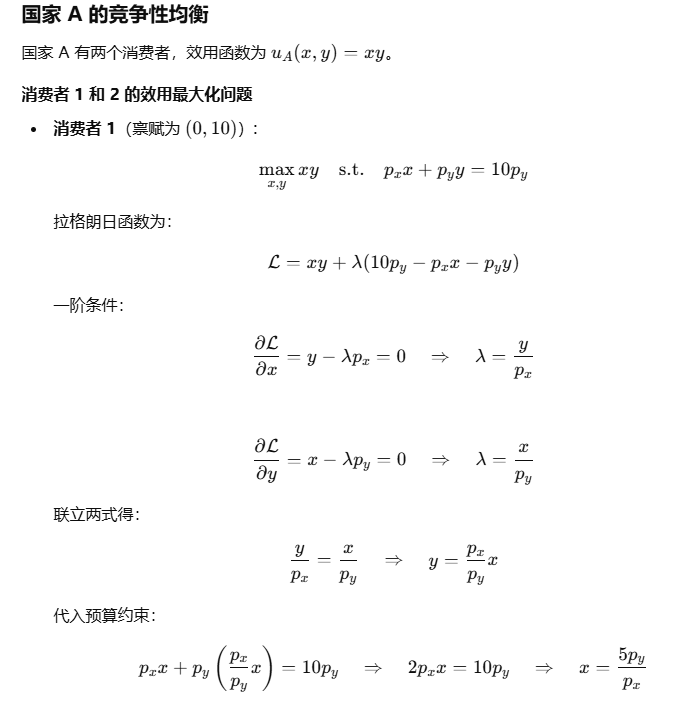 国家 A 的竞争性均衡
国家 A 有两个消费者，效用函数为 $u_A(x, y) = xy$。
消费者 1 和 2 的效用最大化问题
• 消费者 1（禀赋为 $(0, 10)$）:
$\max_{x,y} xy \quad \text{s.t.} \quad p_x x + p_y y = 10p_y$
拉格朗日函数为:
$\mathcal{L} = xy + \lambda(10p_y - p_x x - p_y y)$
一阶条件:
$\frac{\partial \mathcal{L}}{\partial x} = y - \lambda p_x = 0 \quad \Rightarrow \quad \lambda = \frac{y}{p_x}$
$\frac{\partial \mathcal{L}}{\partial y} = x - \lambda p_y = 0 \quad \Rightarrow \quad \lambda = \frac{x}{p_y}$
联立两式得:
$\frac{y}{p_x} = \frac{x}{p_y} \quad \Rightarrow \quad y = \frac{p_x}{p_y} x$
代入预算约束:
$p_x x + p_y \left( \frac{p_x}{p_y} x \right) = 10p_y \quad \Rightarrow \quad 2p_x x = 10p_y \quad \Rightarrow \quad x = \frac{5p_y}{p_x}$